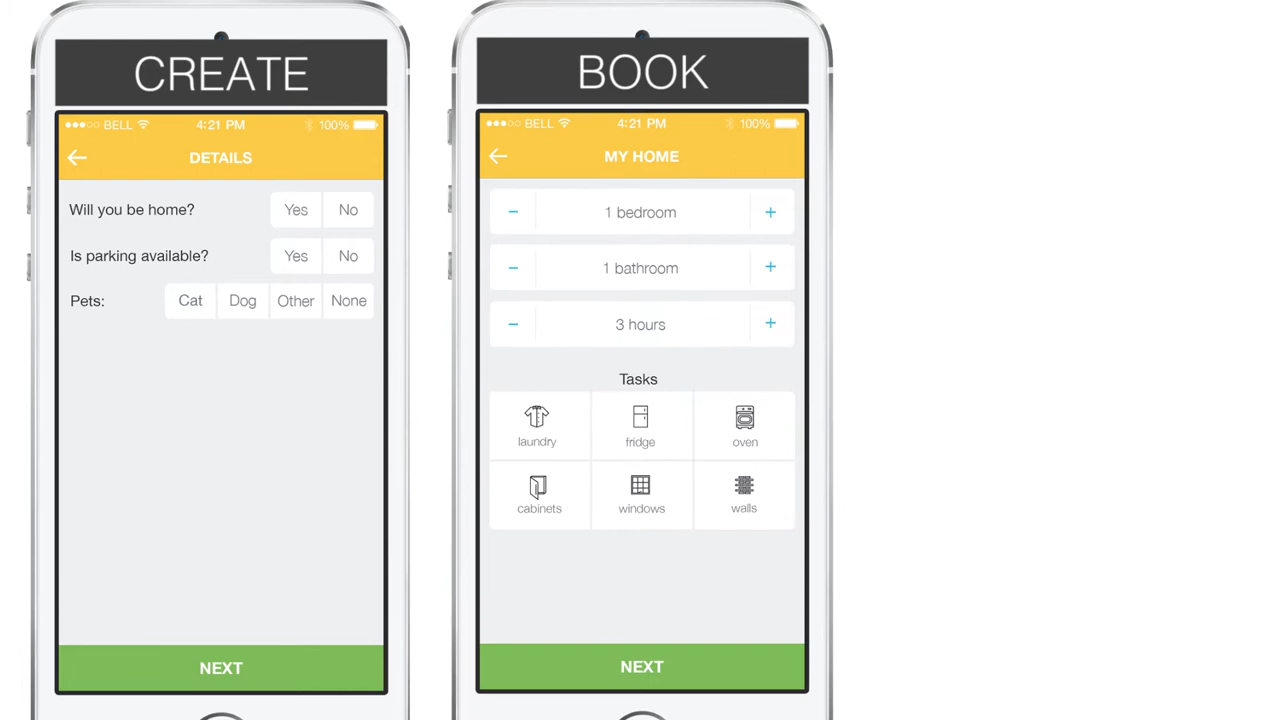 CREATE
BELL 4:21 PM 100%
DETAILS
Will you be home? Yes No
Is parking available? Yes No
Pets: Cat Dog Other None
NEXT
BOOK
BELL 4:21 PM 100%
MY HOME
− 1 bedroom +
− 1 bathroom +
− 3 hours +
Tasks
laundry fridge oven
cabinets windows walls
NEXT